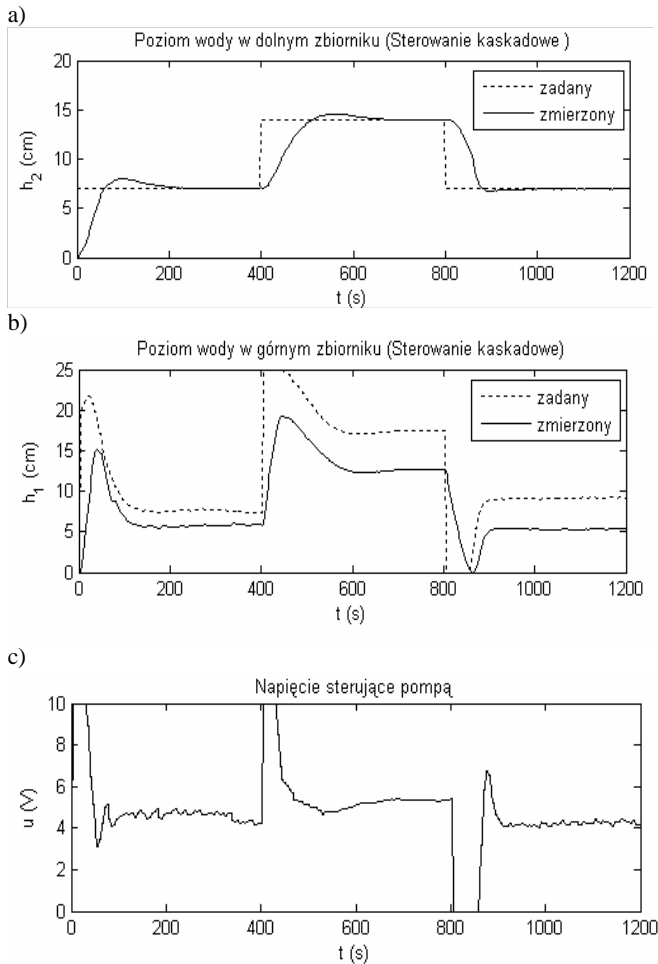 a)
Poziom wody w dolnym zbiorniku (Sterowanie kaskadowe )
20
15
10
5
0
h2 (cm)
zadany
zmierzony
0 200 400 600 800 1000 1200
t (s)
b)
Poziom wody w górnym zbiorniku (Sterowanie kaskadowe)
25
20
15
10
5
0
h1 (cm)
zadany
zmierzony
0 200 400 600 800 1000 1200
t (s)
c)
Napięcie sterujące pompą
10
8
6
4
2
0
u (V)
0 200 400 600 800 1000 1200
t (s)